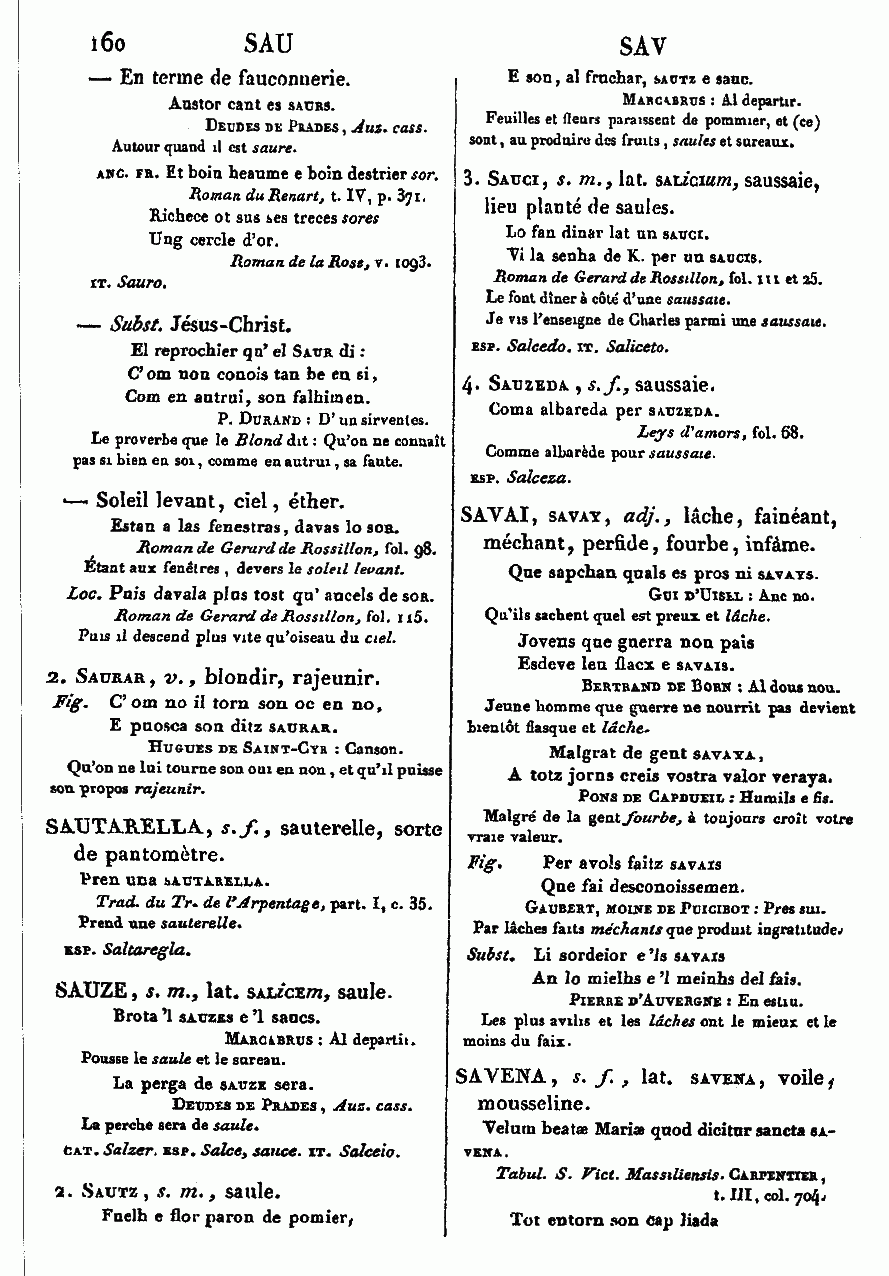 160 SAU SAV
— En terme de fauconnerie.
Austor cant es SAURS.
DEUDES DE PRADES, Auz. cass.
Autour quand il est saure.
ANC. FR. Et boin heaume e boin destrier sor.
Roman du Renart, t. IV, p. 371.
Richece ot sus ses treces sores
Ung cercle d'or.
Roman de la Rose, v. 1093.
IT. Sauro.
— Subst. Jésus-Christ.
El reprochier qu' el SAUR di :
C' om non conois tan be en si,
Com en autrui, son falhimen.
P. DURAND : D' un sirventes.
Le proverbe que le Blond dit : Qu'on ne connaît
pas si bien en soi, comme en autrui, sa faute.
— Soleil levant, ciel, éther.
Estan a las fenestras, davas lo SOR.
Roman de Gerard de Rossillon, fol. 98.
Étant aux fenêtres, devers le soleil levant.
Loc. Puis davala plus tost qu' aucels de SOR.
Roman de Gerard de Rossillon, fol. 115.
Puis il descend plus vite qu'oiseau du ciel.
2. SAURAR, v., blondir, rajeunir.
Fig. C' om no il torn son oc en no,
E puosca son ditz SAURAR.
HUGUES DE SAINT-CYR : Canson.
Qu'on ne lui tourne son oui en non, et qu'il puisse
son propos rajeunir.
SAUTARELLA, s. f., sauterelle, sorte
de pantomètre.
Pren una SAUTARELLA.
Trad. du Tr. de l'Arpentage, part. I, c. 35.
Prend une sauterelle.
ESP. Saltaregla.
SAUZE, s. m., lat. SALicEm, saule.
Brota 'l SAUZES e 'l saucs.
MARCABRUS : Al departir.
Pousse le saule et le sureau.
La perga de SAUZE sera.
DEUDES DE PRADES, Auz. cass.
La perche sera de saule.
CAT. Salzer. ESP. Salce, sauce. IT. Salceio.
2. SAUTZ, s. m., saule.
Fuelh e flor paron de pomier,
E son, al fruchar, SAUTZ e sauc.
MARCABRUS : Al departir.
Feuilles et fleurs paraissent de pommier, et (ce)
sont, au produire des fruits, saules et sureaux.
3. SAUCI, s. m., lat. SALicIum, saussaie,
lieu planté de saules.
Lo fan dinar lat un SAUCI.
Vi la senha de K. per un SAUCIS.
Roman de Gerard de Rossillon, fol. 111 et 25.
Le font dîner à côté d'une saussaie.
Je vis l'enseigne de Charles parmi une saussaie.
ESP. Salcedo. IT. Saliceto.
4. SAUZEDA, s. f., saussaie.
Coma albareda per SAUZEDA.
Leys d'amors, fol. 68.
Comme albarède pour saussaie.
ESP. Salceza.
SAVAI, SAVAY, adj., lâche, fainéant,
méchant, perfide, fourbe, infâme.
Que sapchan quals es pros ni SAVAYS.
GUI D'UISEL : Anc no.
Qu'ils sachent quel est preux et lâche.
Jovens que guerra non pais
Esdeve leu flacx e SAVAIS.
BERTRAND DE BORN : Al dous nou.
Jeune homme que guerre ne nourrit pas devient
bientôt flasque et lâche.
Malgrat de gent SAVAYA,
A totz jorns creis vostra valor veraya.
PONS DE CAPDUEIL : Humils e fis.
Malgré de la gent fourbe, à toujours croît votre
vraie valeur.
Fig. Per avols faitz SAVAIS
Que fai desconoissemen.
GAUBERT, MOINE DE PUICIBOT : Pres sui.
Par lâches faits méchants que produit ingratitude.
Subst. Li sordeior e 'ls SAVAIS
An lo mielhs e 'l meinhs del fais.
PIERRE D'AUVERGNE : En estiu.
Les plus avilis et les lâches ont le mieux et le
moins du faix.
SAVENA, s. f., lat. SAVENA, voile,
mousseline.
Velum beatæ Mariæ quod dicitur sancta SA-
VENA.
Tabul. S. Vict. Massiliensis. CARPENTIER,
t. III, col. 704.
Tot entorn son cap liada